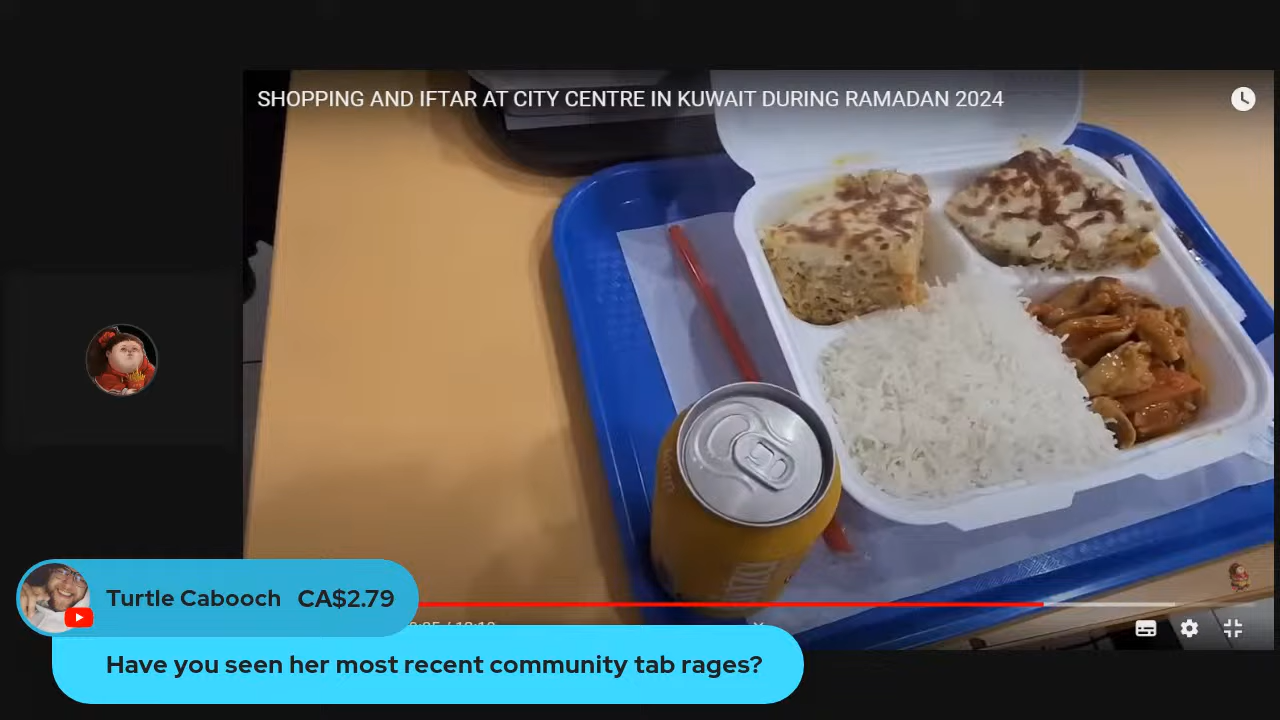 SHOPPING AND IFTAR AT CITY CENTRE IN KUWAIT DURING RAMADAN 2024
Turtle Cabooch CA$2.79
Have you seen her most recent community tab rages?